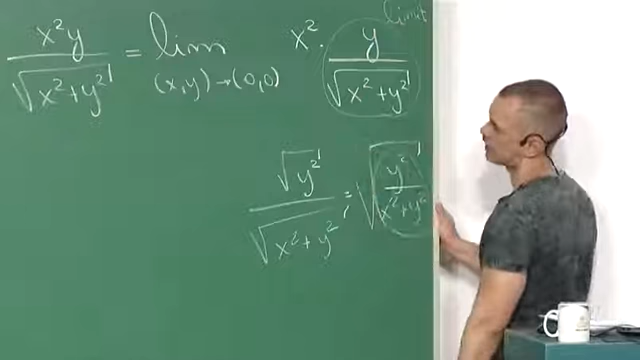 limit
x²y / √(x²+y²) = lim (x,y)→(0,0) x² · y / √(x²+y²)
√y² / √(x²+y²) = √(y² / (x²+y²))